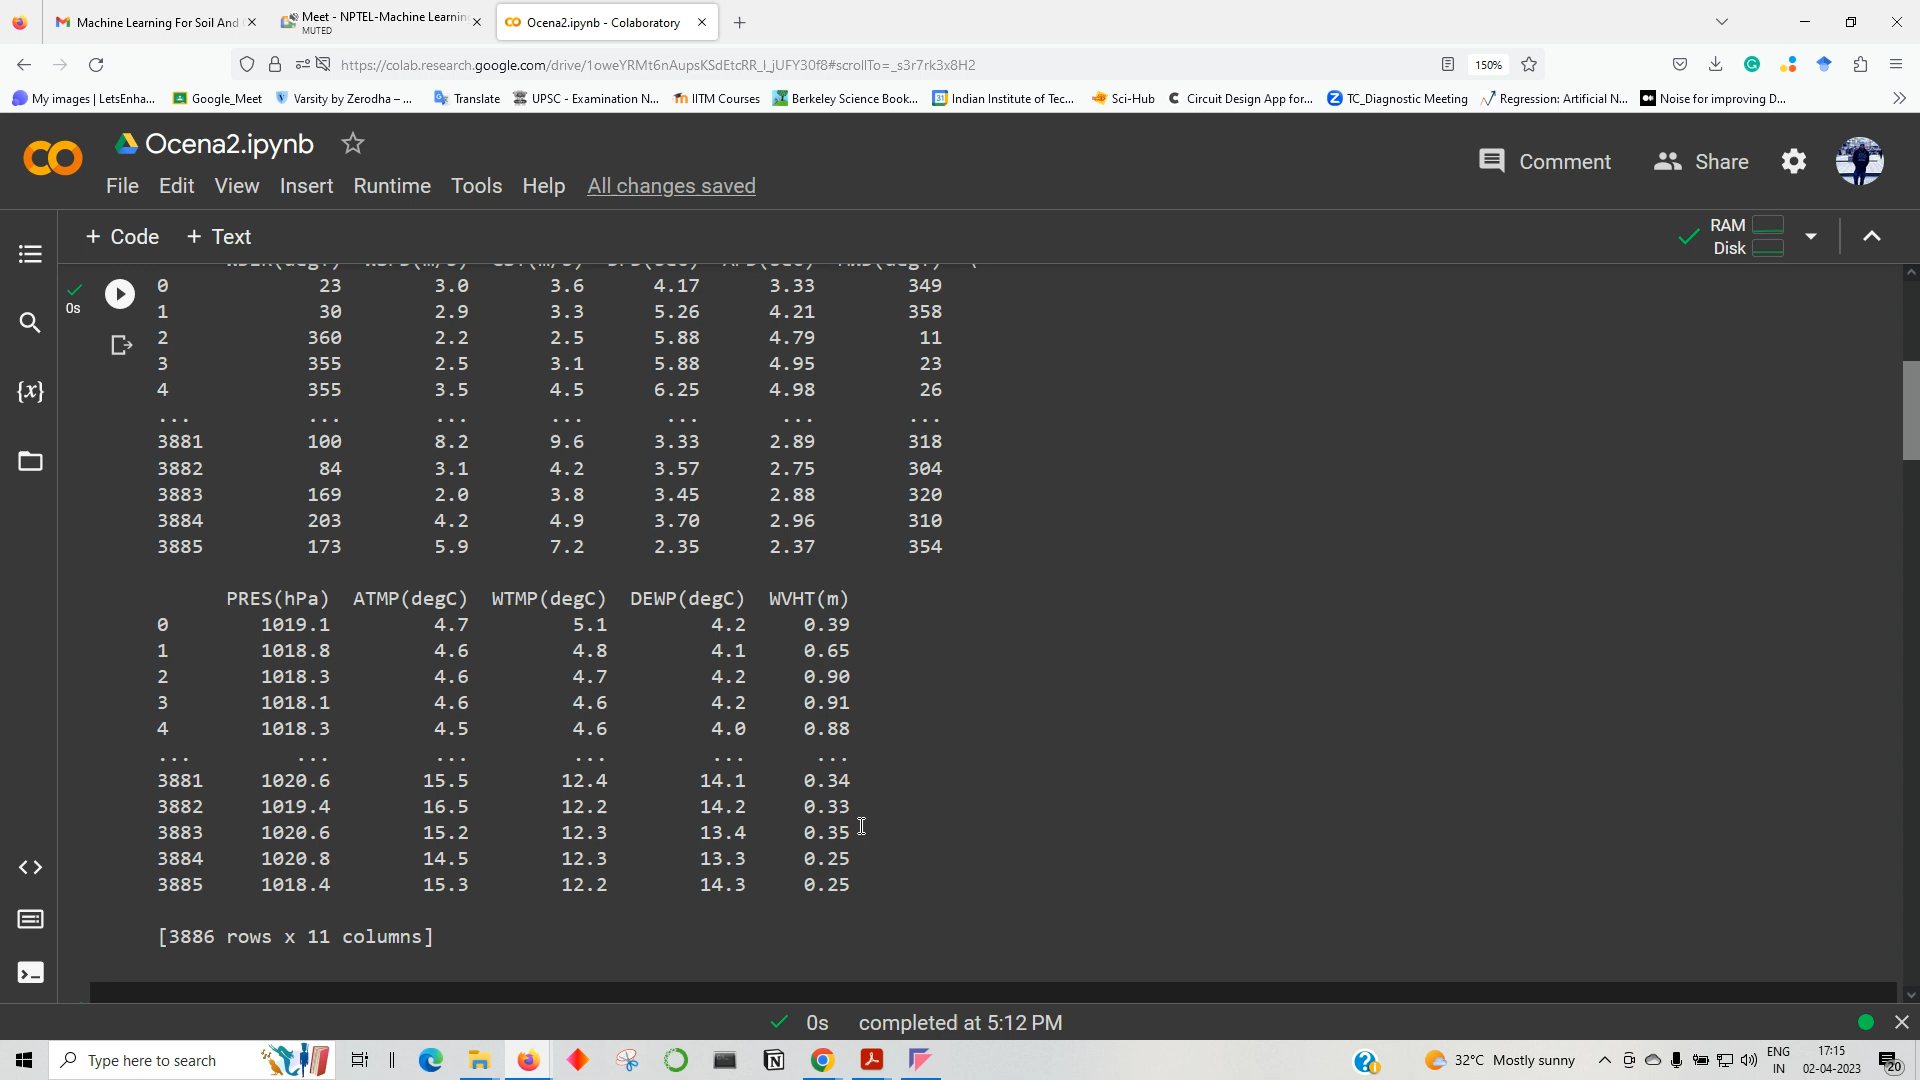 Machine Learning For Soil And
Meet - NPTEL-Machine Learnin
MUTED
Ocena2.ipynb - Colaboratory
https://colab.research.google.com/drive/1oweYRMt6nAupsKSdEtcRR_l_jUFY30f8#scrollTo=_s3r7rk3x8H2
150%
My images | LetsEnha...
Google_Meet
Varsity by Zerodha – ...
Translate
UPSC - Examination N...
IITM Courses
Berkeley Science Book...
Indian Institute of Tec...
Sci-Hub
Circuit Design App for...
TC_Diagnostic Meeting
Regression: Artificial N...
Noise for improving D...
Ocena2.ipynb
Comment
Share
File Edit View Insert Runtime Tools Help All changes saved
+ Code + Text
RAM
Disk
0s
0 23 3.0 3.6 4.17 3.33 349
1 30 2.9 3.3 5.26 4.21 358
2 360 2.2 2.5 5.88 4.79 11
3 355 2.5 3.1 5.88 4.95 23
4 355 3.5 4.5 6.25 4.98 26
... ... ... ... ... ... ...
3881 100 8.2 9.6 3.33 2.89 318
3882 84 3.1 4.2 3.57 2.75 304
3883 169 2.0 3.8 3.45 2.88 320
3884 203 4.2 4.9 3.70 2.96 310
3885 173 5.9 7.2 2.35 2.37 354
PRES(hPa) ATMP(degC) WTMP(degC) DEWP(degC) WVHT(m)
0 1019.1 4.7 5.1 4.2 0.39
1 1018.8 4.6 4.8 4.1 0.65
2 1018.3 4.6 4.7 4.2 0.90
3 1018.1 4.6 4.6 4.2 0.91
4 1018.3 4.5 4.6 4.0 0.88
... ... ... ... ... ...
3881 1020.6 15.5 12.4 14.1 0.34
3882 1019.4 16.5 12.2 14.2 0.33
3883 1020.6 15.2 12.3 13.4 0.35
3884 1020.8 14.5 12.3 13.3 0.25
3885 1018.4 15.3 12.2 14.3 0.25
[3886 rows x 11 columns]
0s completed at 5:12 PM
Type here to search
32°C Mostly sunny
ENG
IN
17:15
02-04-2023
20